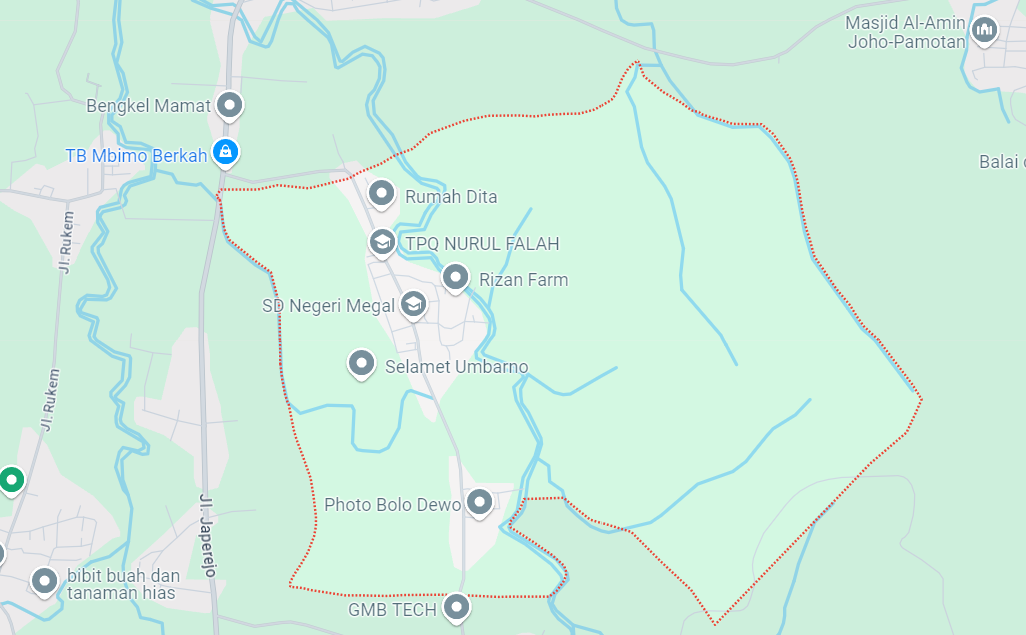 Masjid Al-Amin
Joho-Pamotan
Bengkel Mamat
TB Mbimo Berkah
Balai
Rumah Dita
Jl. Rukem
TPQ NURUL FALAH
Rizan Farm
SD Negeri Megal
Selamet Umbarno
Jl. Rukem
Photo Bolo Dewo
Jl. Japerejo
bibit buah dan
tanaman hias
GMB TECH